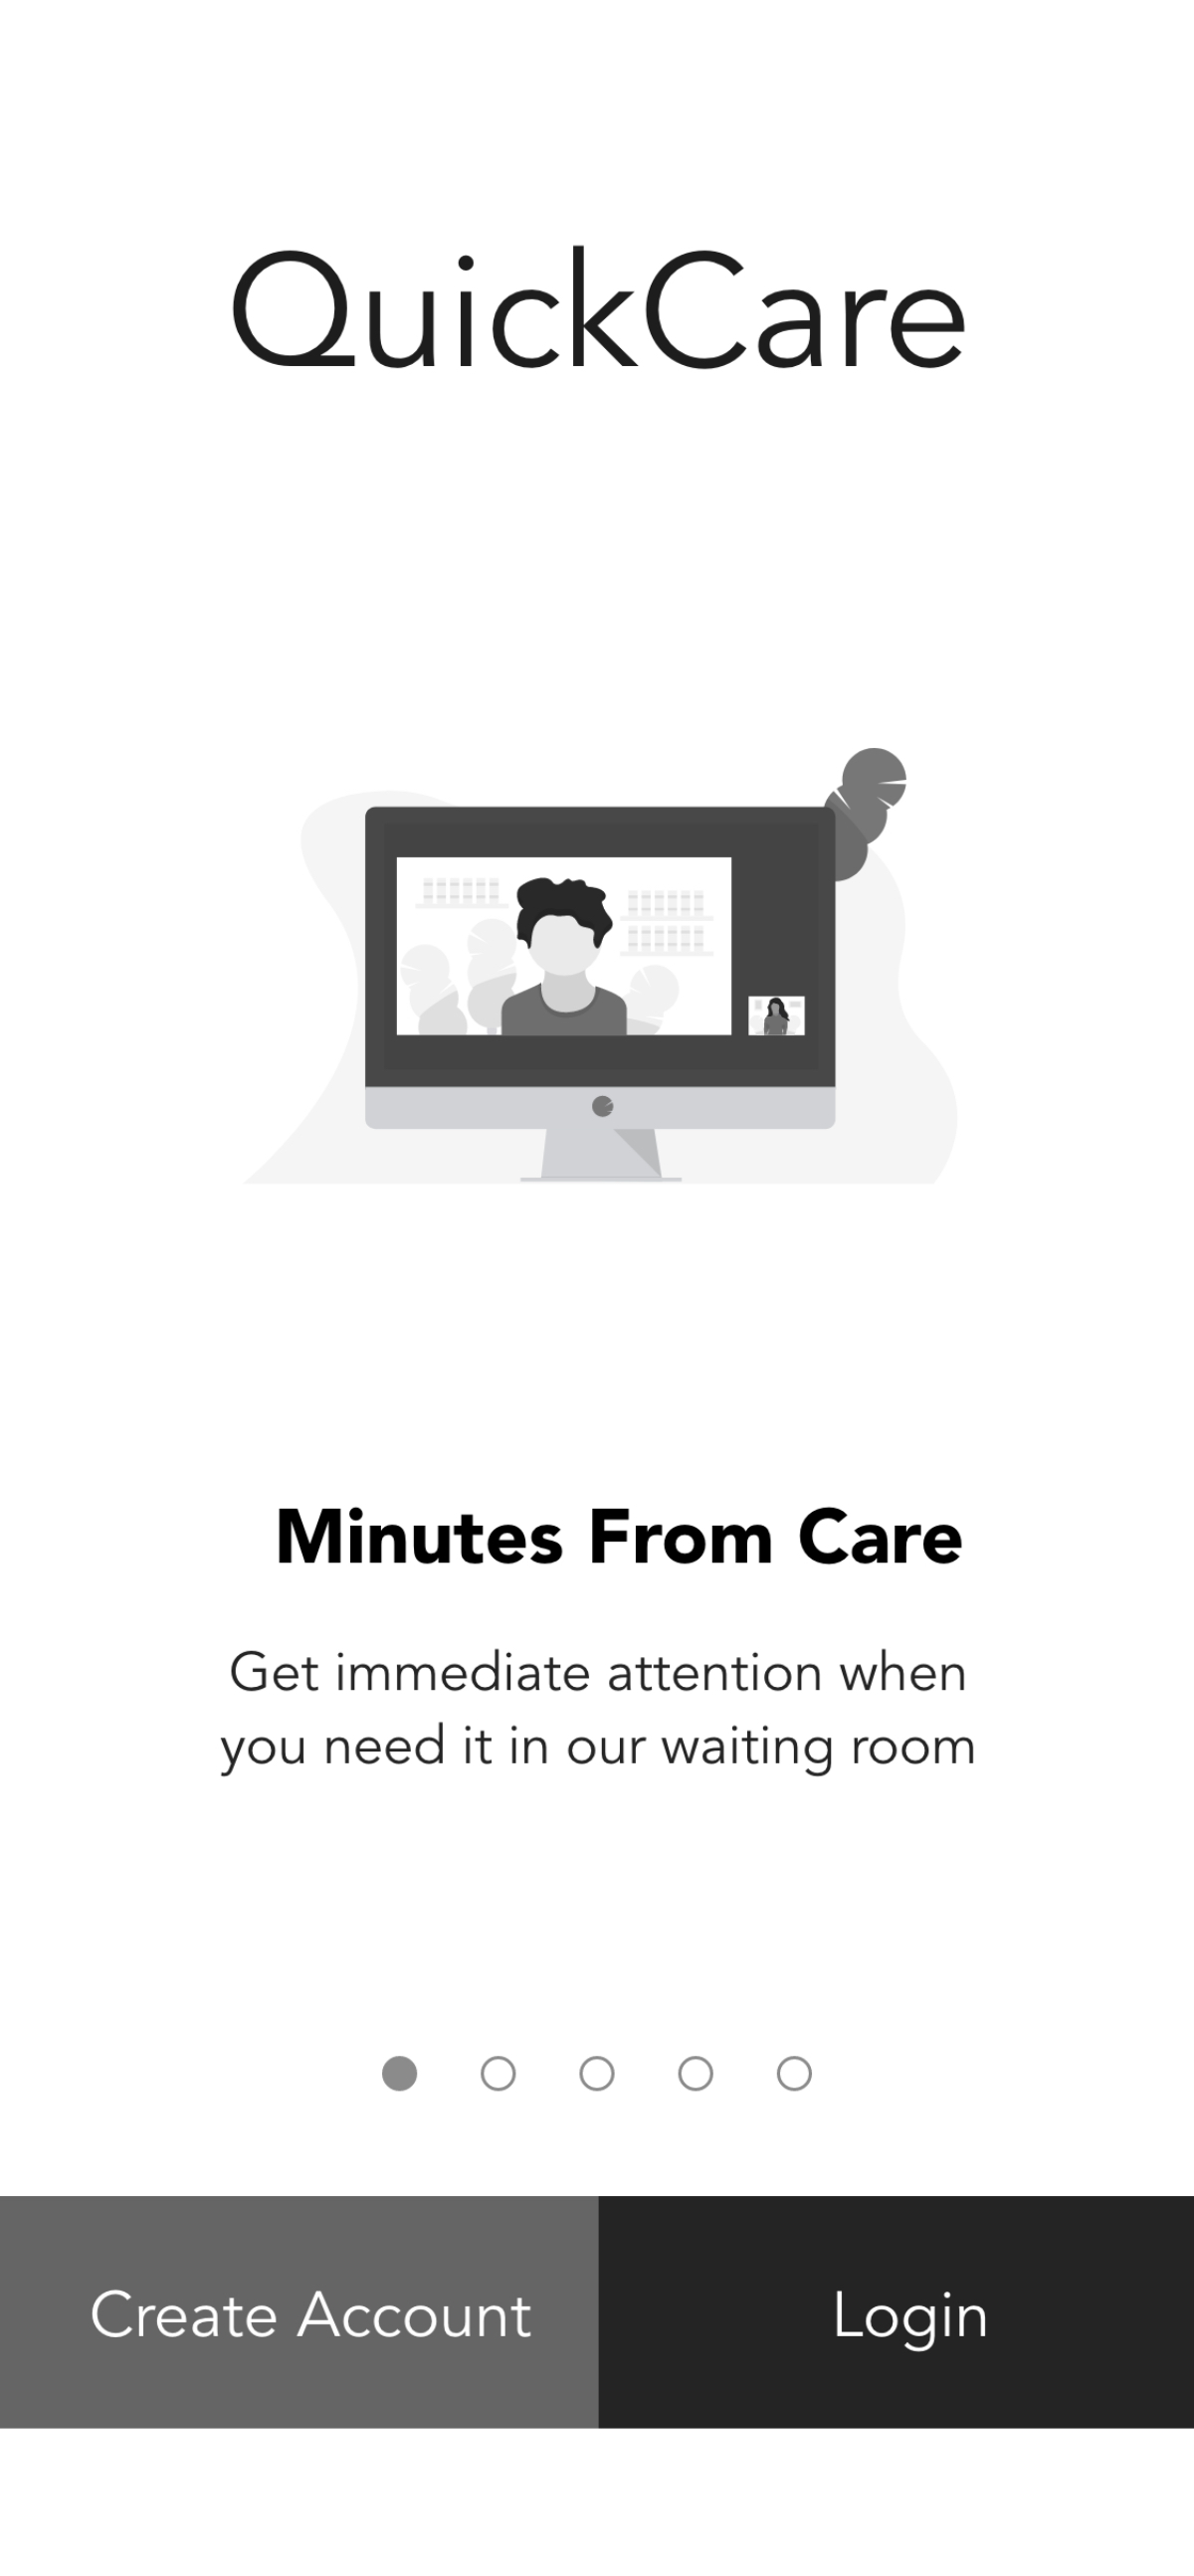 QuickCare
Minutes From Care
Get immediate attention when
you need it in our waiting room
Create Account
Login